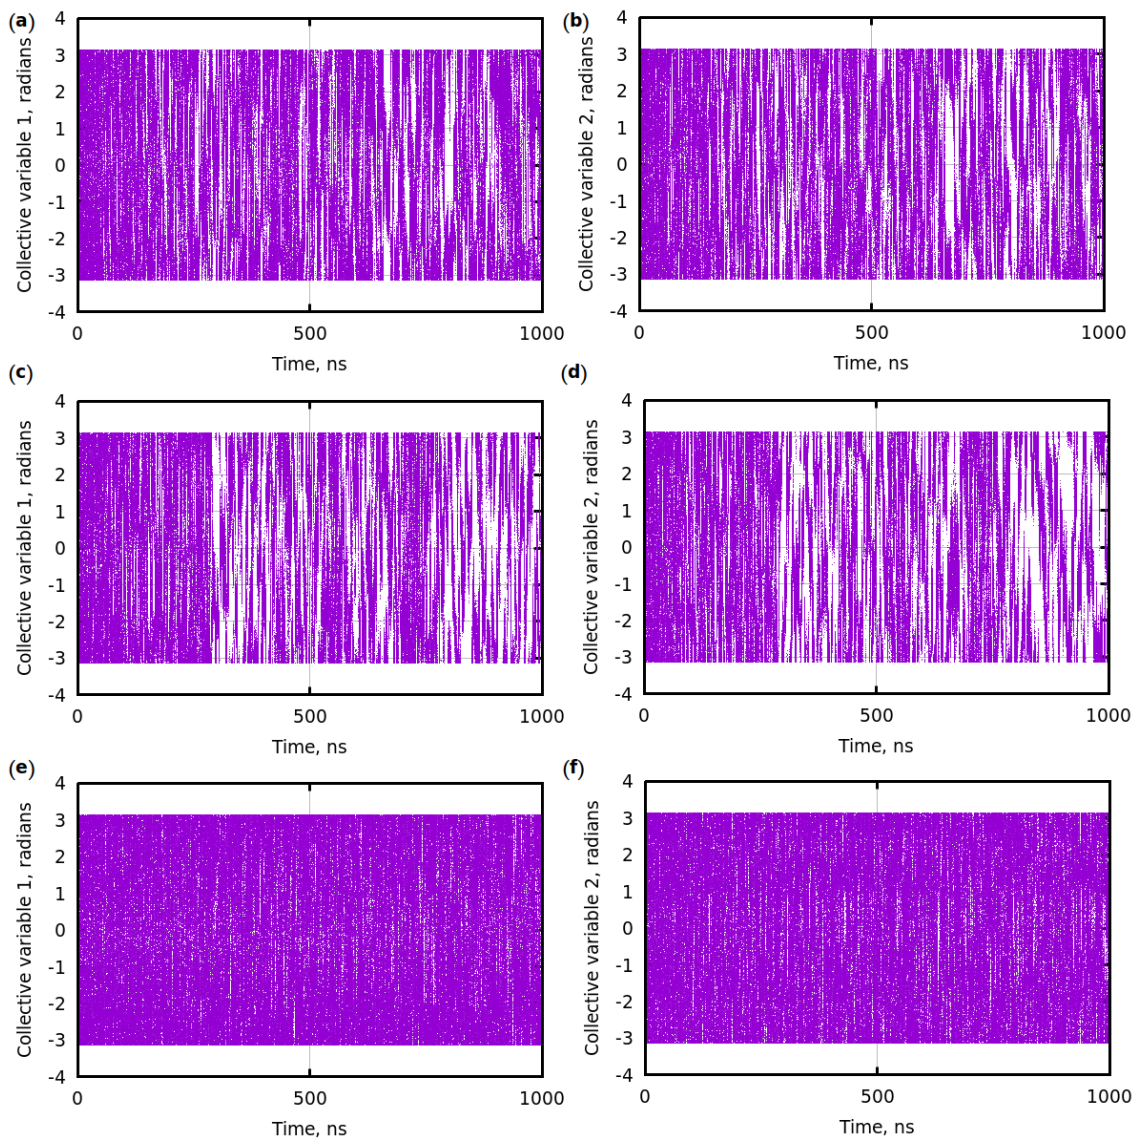 (a)
Collective variable 1, radians
4
3
2
1
0
-1
-2
-3
-4
0 500 1000
Time, ns
(b)
Collective variable 2, radians
4
3
2
1
0
-1
-2
-3
-4
0 500 1000
Time, ns
(c)
Collective variable 1, radians
4
3
2
1
0
-1
-2
-3
-4
0 500 1000
Time, ns
(d)
Collective variable 2, radians
4
3
2
1
0
-1
-2
-3
-4
0 500 1000
Time, ns
(e)
Collective variable 1, radians
4
3
2
1
0
-1
-2
-3
-4
0 500 1000
Time, ns
(f)
Collective variable 2, radians
4
3
2
1
0
-1
-2
-3
-4
0 500 1000
Time, ns